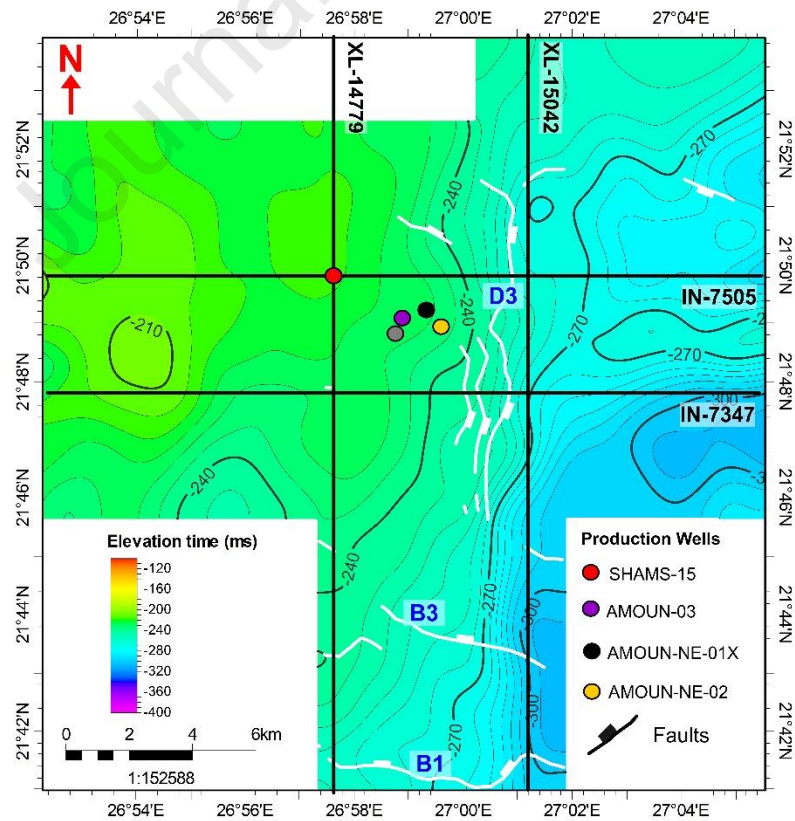 Journal
26°54'E 26°56'E 26°58'E 27°00'E 27°02'E 27°04'E
N
XL-14779
XL-15042
21°52'N
21°52'N
-270
-240
21°50'N
21°50'N
IN-7505
D3
-240
-210
-270
21°48'N
21°48'N
-300
IN-7347
-240
21°46'N
21°46'N
Elevation time (ms)
-120
-160
-200
-240
-280
-320
-360
-400
0 2 4 6km
1:152588
-240
B3
-270
-300
21°44'N
21°44'N
-270
-300
B1
21°42'N
21°42'N
Production Wells
SHAMS-15
AMOUN-03
AMOUN-NE-01X
AMOUN-NE-02
Faults
26°54'E 26°56'E 26°58'E 27°00'E 27°02'E 27°04'E